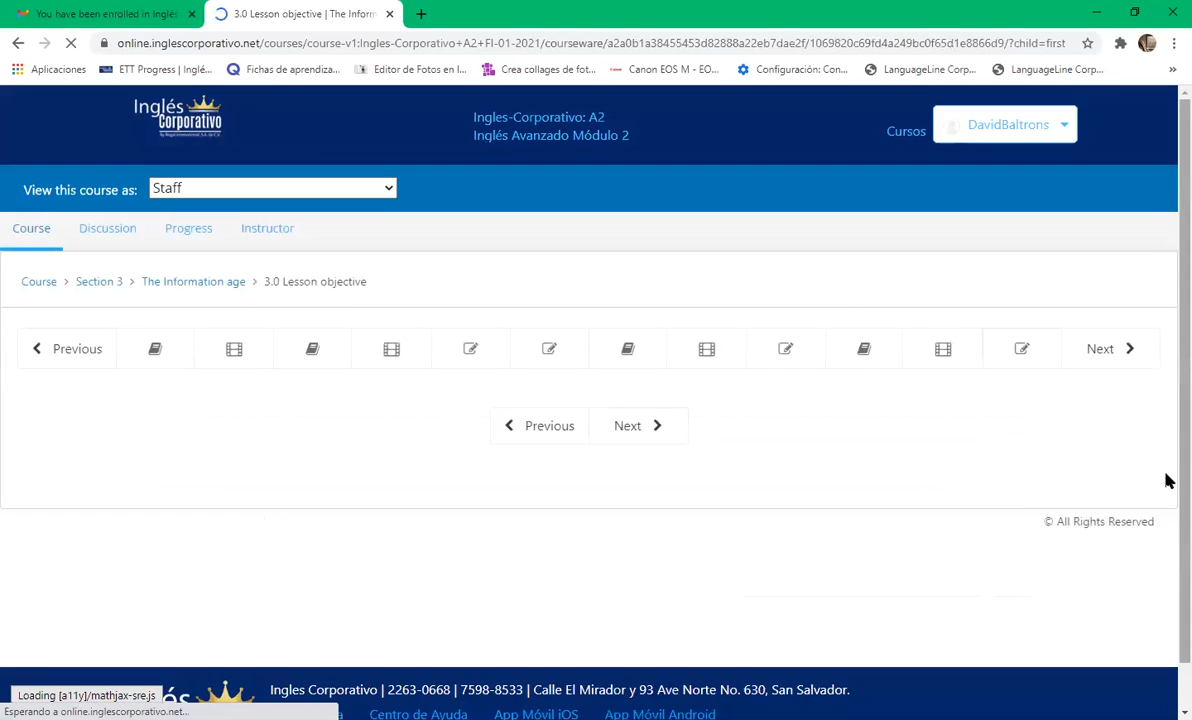 You have been enrolled in Inglés
3.0 Lesson objective | The Inform
online.inglescorporativo.net/courses/course-v1:Ingles-Corporativo+A2+FI-01-2021/courseware/a2a0b1a38455453d82888a22eb7dae2f/1069820c69fd4a249bc0f65d1e8866d9/?child=first
Aplicaciones
ETT Progress | Inglé...
Fichas de aprendiza...
Editor de Fotos en l...
Crea collages de fot...
Canon EOS M - EO...
Configuración: Con...
LanguageLine Corp...
LanguageLine Corp...
»
Inglés
Corporativo
Ingles-Corporativo: A2
Inglés Avanzado Módulo 2
Cursos
DavidBaltrons
View this course as:
Staff
Course
Discussion
Progress
Instructor
Course > Section 3 > The Information age > 3.0 Lesson objective
Previous
Next
Previous
Next
© All Rights Reserved
Ingles Corporativo | 2263-0668 | 7598-8533 | Calle El Mirador y 93 Ave Norte No. 630, San Salvador.
Loading [a11y]/mathjax-sre.js
Esperando a online.inglescorporativo.net...
Centro de Ayuda
App Móvil iOS
App Móvil Android